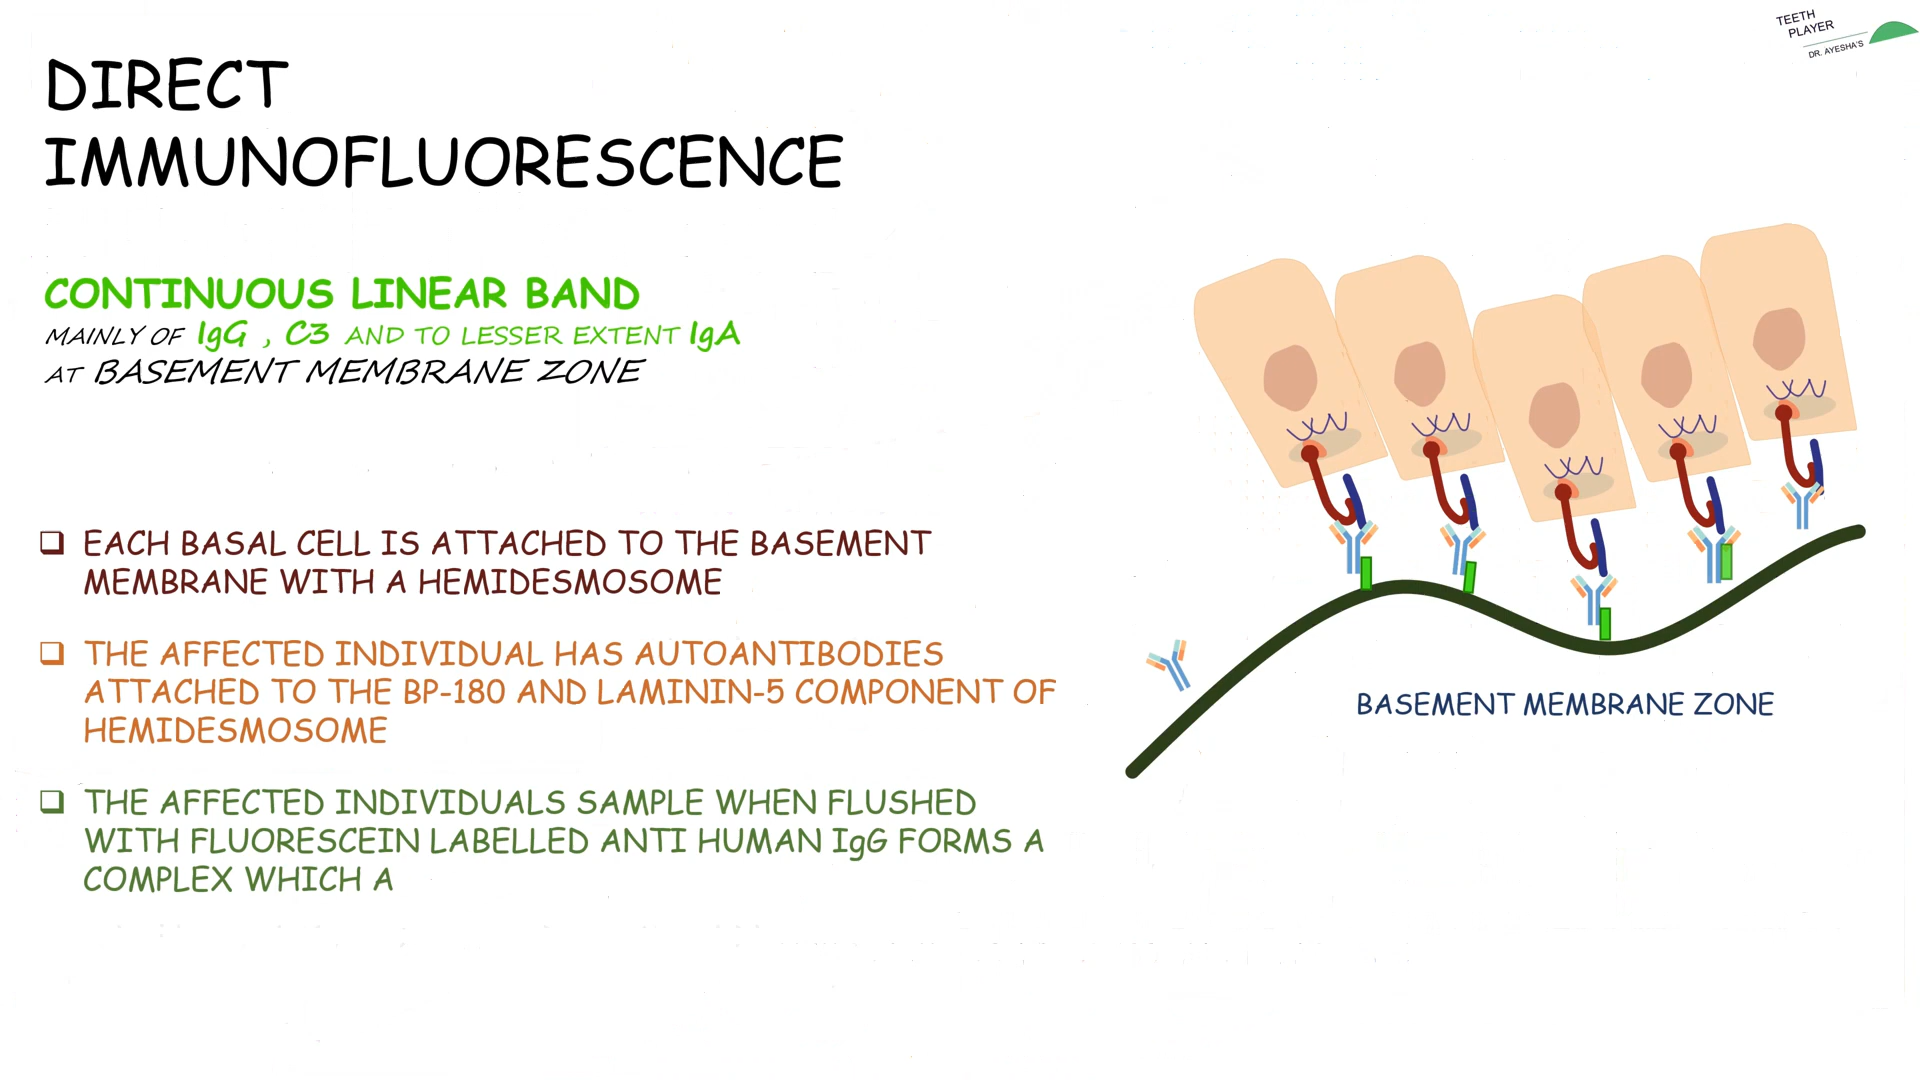 TEETH
PLAYER
DR. AYESHA'S
DIRECT
IMMUNOFLUORESCENCE
CONTINUOUS LINEAR BAND
MAINLY OF IgG , C3 AND TO LESSER EXTENT IgA
AT BASEMENT MEMBRANE ZONE
EACH BASAL CELL IS ATTACHED TO THE BASEMENT
MEMBRANE WITH A HEMIDESMOSOME
THE AFFECTED INDIVIDUAL HAS AUTOANTIBODIES
ATTACHED TO THE BP-180 AND LAMININ-5 COMPONENT OF
HEMIDESMOSOME
THE AFFECTED INDIVIDUALS SAMPLE WHEN FLUSHED
WITH FLUORESCEIN LABELLED ANTI HUMAN IgG FORMS A
COMPLEX WHICH A
BASEMENT MEMBRANE ZONE